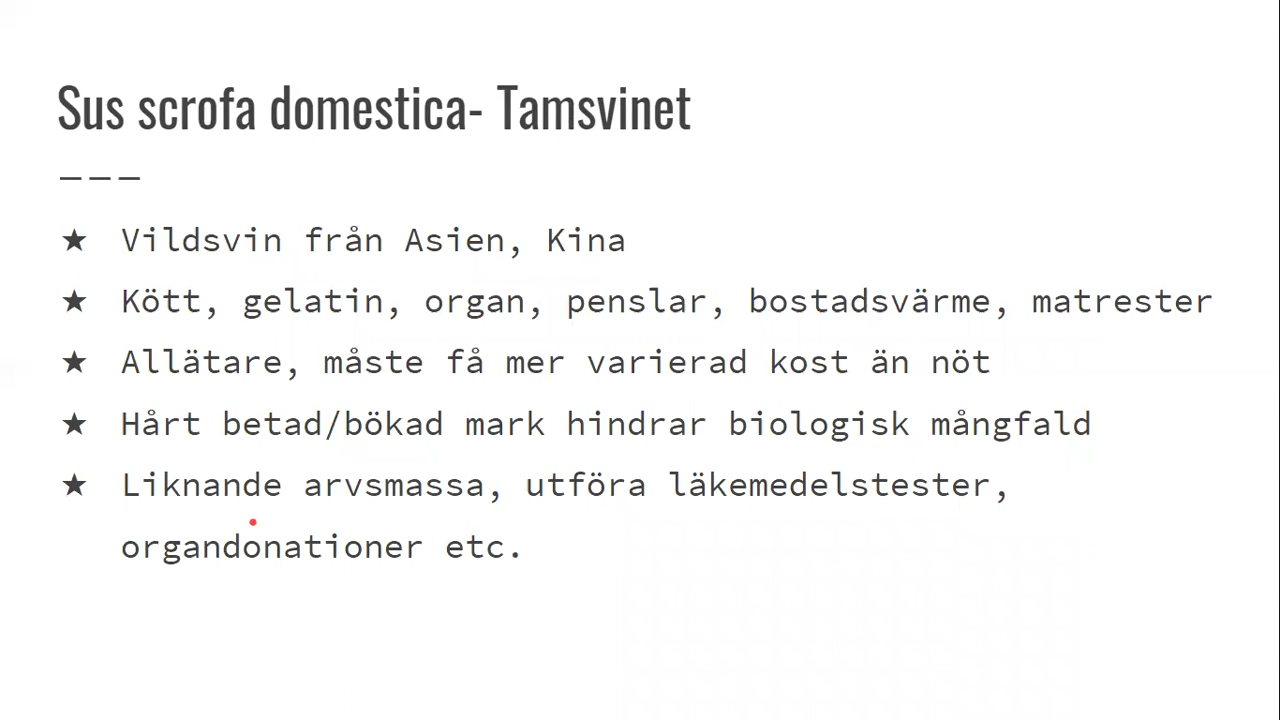 Sus scrofa domestica- Tamsvinet
———
★ Vildsvin från Asien, Kina
★ Kött, gelatin, organ, penslar, bostadsvärme, matrester
★ Allätare, måste få mer varierad kost än nöt
★ Hårt betad/bökad mark hindrar biologisk mångfald
★ Liknande arvsmassa, utföra läkemedelstester,
organdonationer etc.